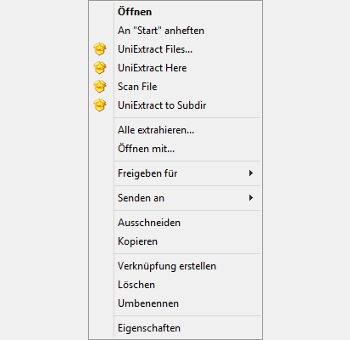 Öffnen
An "Start" anheften
UniExtract Files...
UniExtract Here
Scan File
UniExtract to Subdir
Alle extrahieren...
Öffnen mit...
Freigeben für
Senden an
Ausschneiden
Kopieren
Verknüpfung erstellen
Löschen
Umbenennen
Eigenschaften